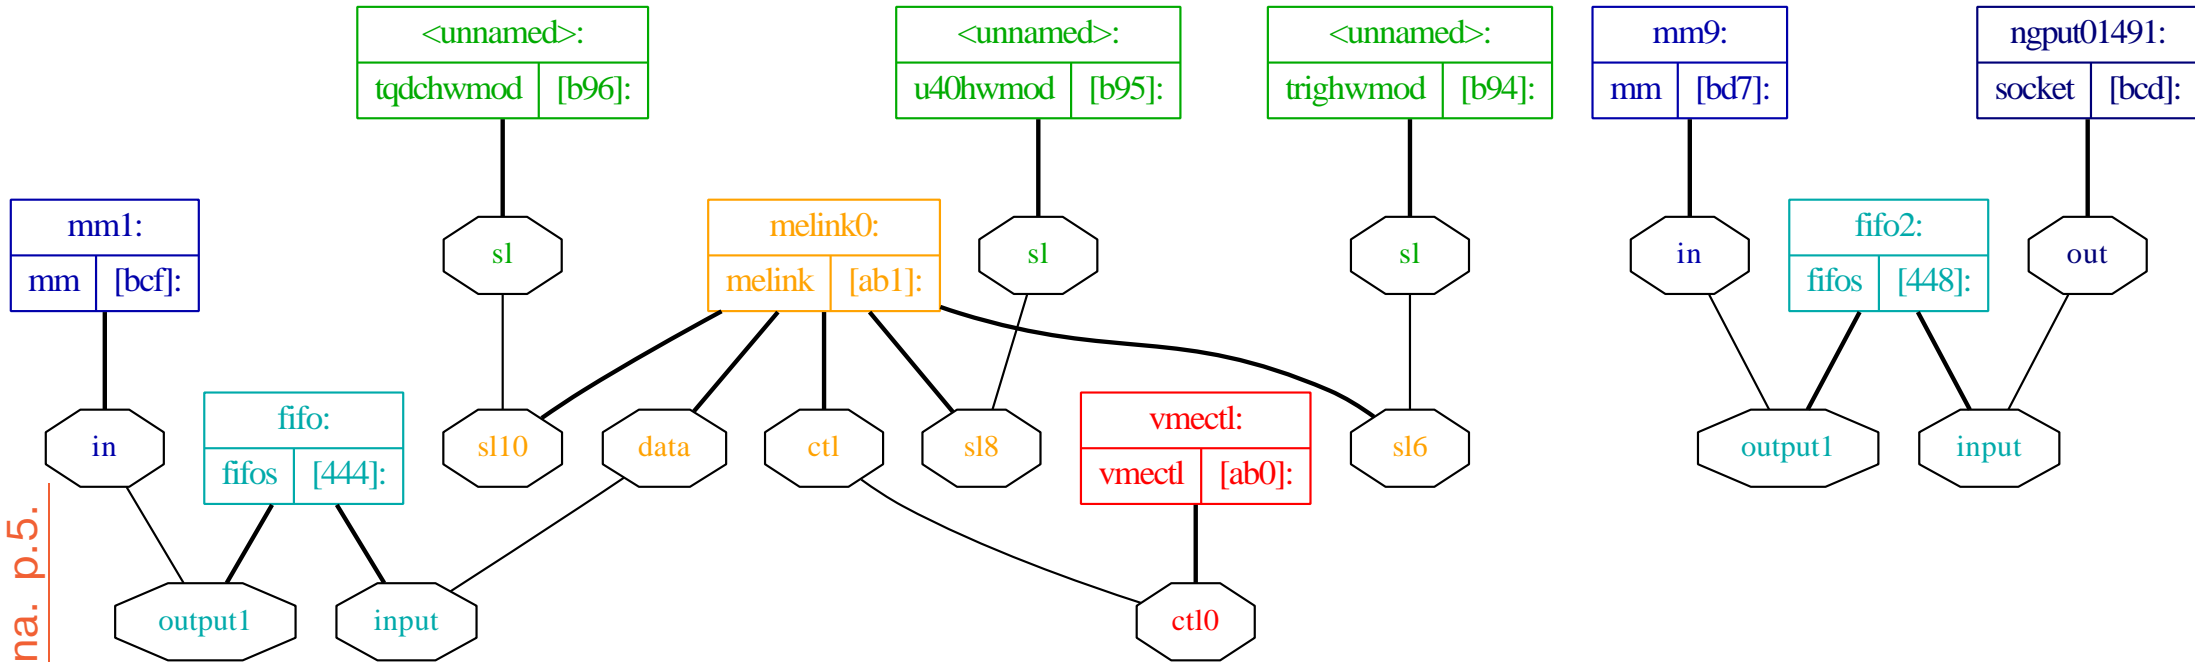 <unnamed>:
tqdchwmod [b96]:
<unnamed>:
u40hwmod [b95]:
<unnamed>:
trighwmod [b94]:
mm9:
mm [bd7]:
ngput01491:
socket [bcd]:
mm1:
mm [bcf]:
sl
melink0:
melink [ab1]:
sl
sl
in
fifo2:
fifos [448]:
out
in
fifo:
fifos [444]:
sl10
data
ctl
sl8
vmectl:
vmectl [ab0]:
sl6
output1
input
output1
input
ctl0
na. p.5.